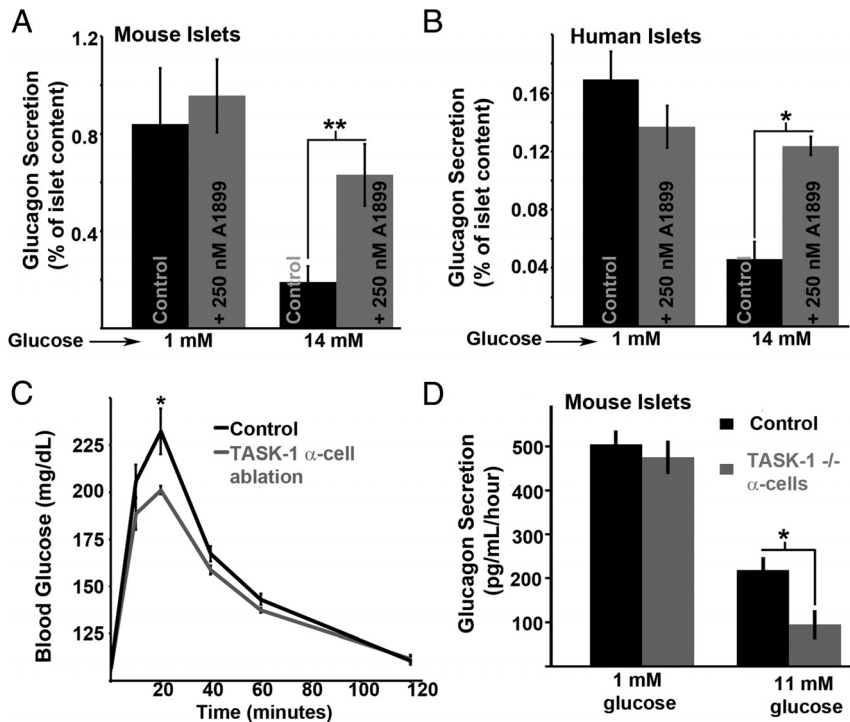 A
Mouse Islets
Glucagon Secretion
(% of islet content)
1.2
0.8
0.4
**
Control
+ 250 nM A1899
Control
+ 250 nM A1899
Glucose
1 mM
14 mM
B
Human Islets
Glucagon Secretion
(% of islet content)
0.16
0.12
0.08
0.04
*
Control
+ 250 nM A1899
Control
+ 250 nM A1899
Glucose
1 mM
14 mM
C
Blood Glucose (mg/dL)
225
200
175
150
125
*
Control
TASK-1 α-cell
ablation
20
40
60
80
100
120
Time (minutes)
D
Mouse Islets
Glucagon Secretion
(pg/mL/hour)
500
400
300
200
100
Control
TASK-1 -/-
α-cells
*
1 mM
glucose
11 mM
glucose